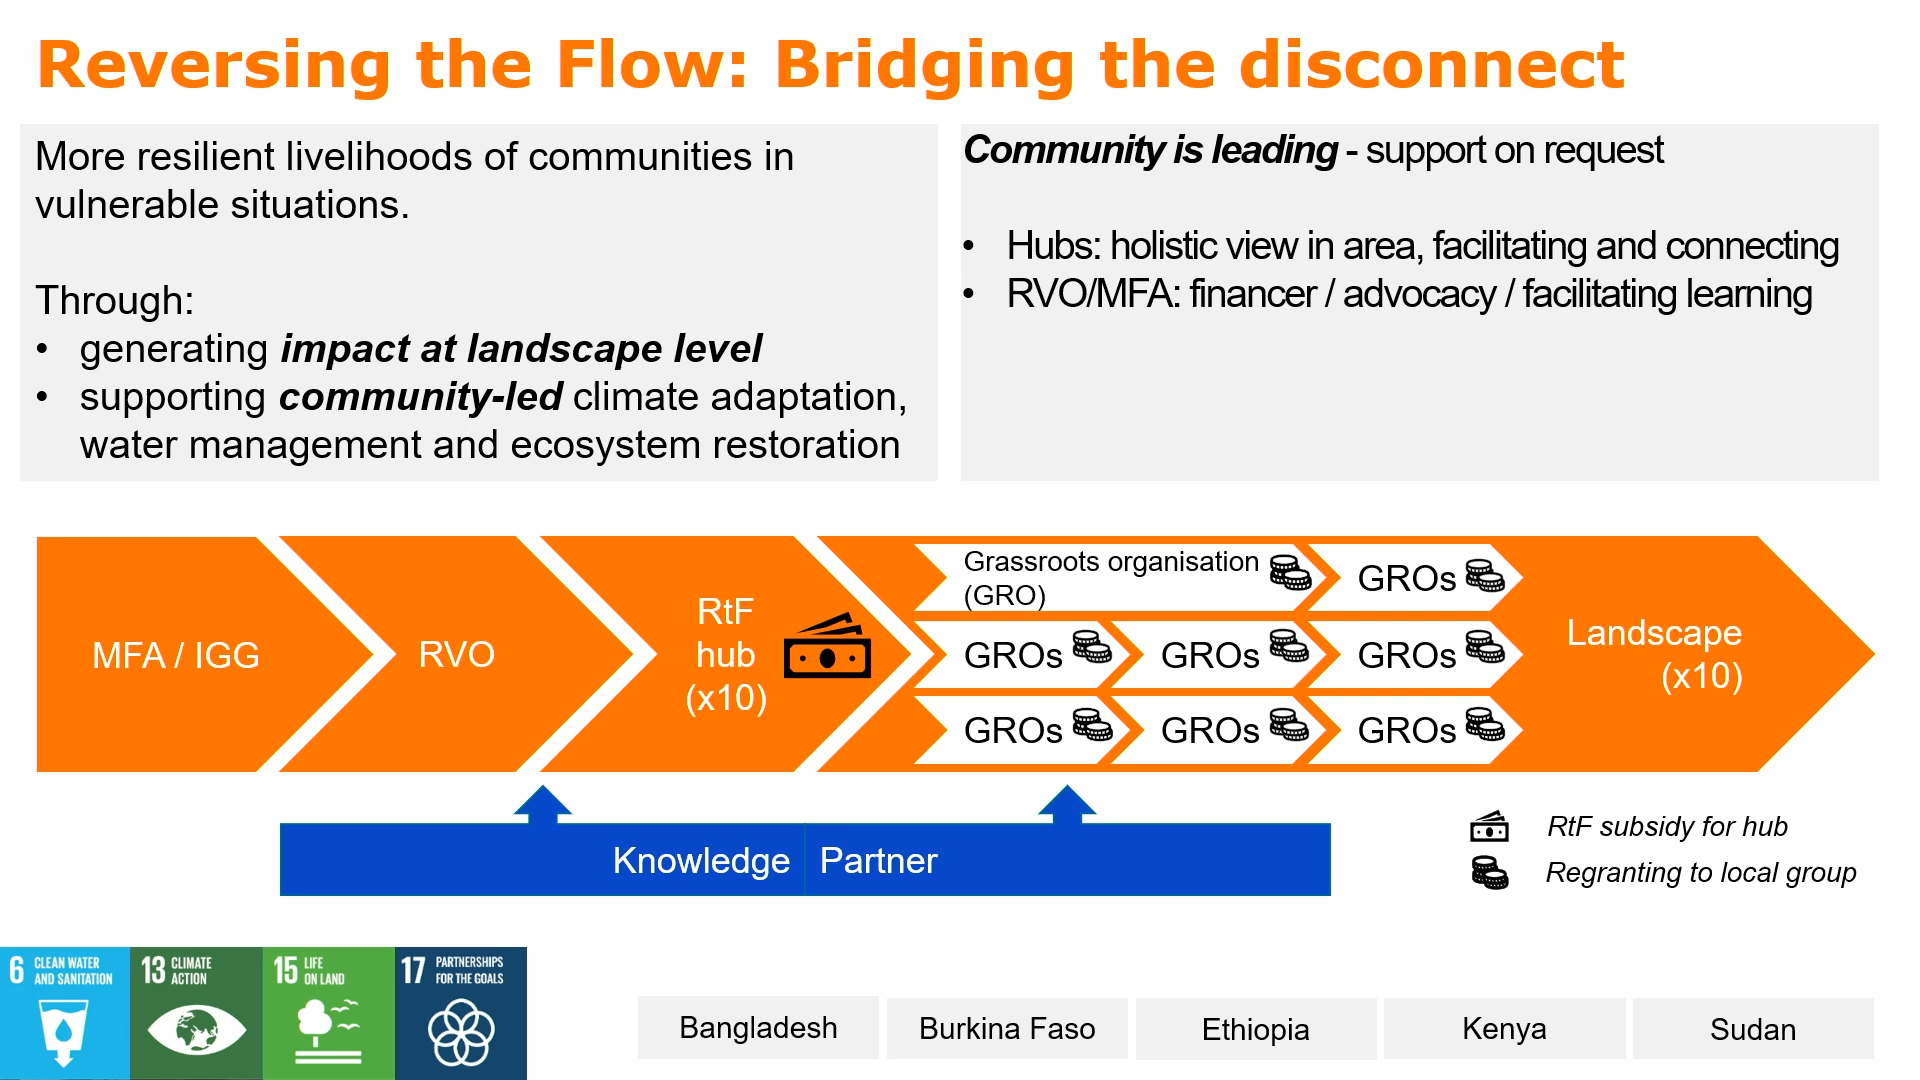 Reversing the Flow: Bridging the disconnect
More resilient livelihoods of communities in
vulnerable situations.
Through:
• generating impact at landscape level
• supporting community-led climate adaptation,
water management and ecosystem restoration
Community is leading - support on request
• Hubs: holistic view in area, facilitating and connecting
• RVO/MFA: financer / advocacy / facilitating learning
MFA / IGG
RVO
RtF
hub
(x10)
Grassroots organisation
(GRO)
GROs
GROs
GROs
GROs
GROs
GROs
GROs
Landscape
(x10)
Knowledge Partner
RtF subsidy for hub
Regranting to local group
6 CLEAN WATER
AND SANITATION
13 CLIMATE
ACTION
15 LIFE
ON LAND
17 PARTNERSHIPS
FOR THE GOALS
Bangladesh
Burkina Faso
Ethiopia
Kenya
Sudan